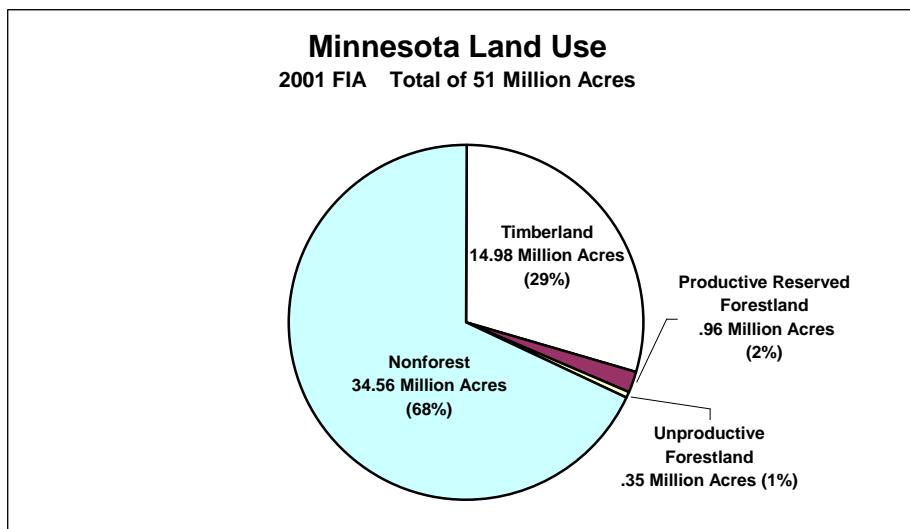 Minnesota Land Use
2001 FIA Total of 51 Million Acres
Timberland
14.98 Million Acres
(29%)
Productive Reserved
Forestland
.96 Million Acres
(2%)
Nonforest
34.56 Million Acres
(68%)
Unproductive
Forestland
.35 Million Acres (1%)